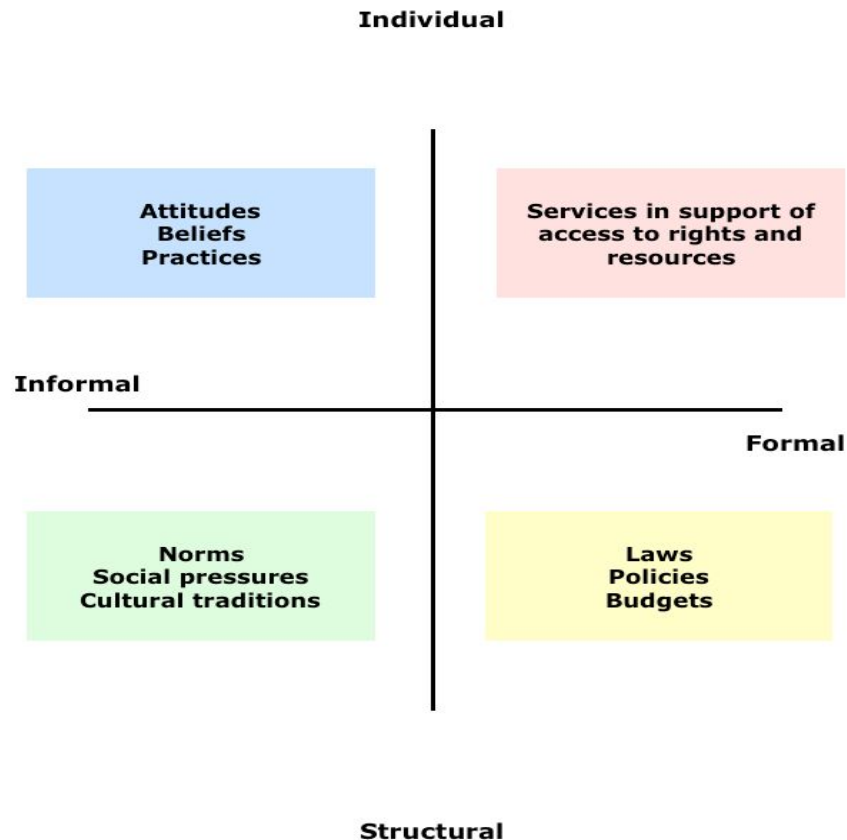 Individual
Attitudes
Beliefs
Practices
Services in support of
access to rights and
resources
Informal
Formal
Norms
Social pressures
Cultural traditions
Laws
Policies
Budgets
Structural